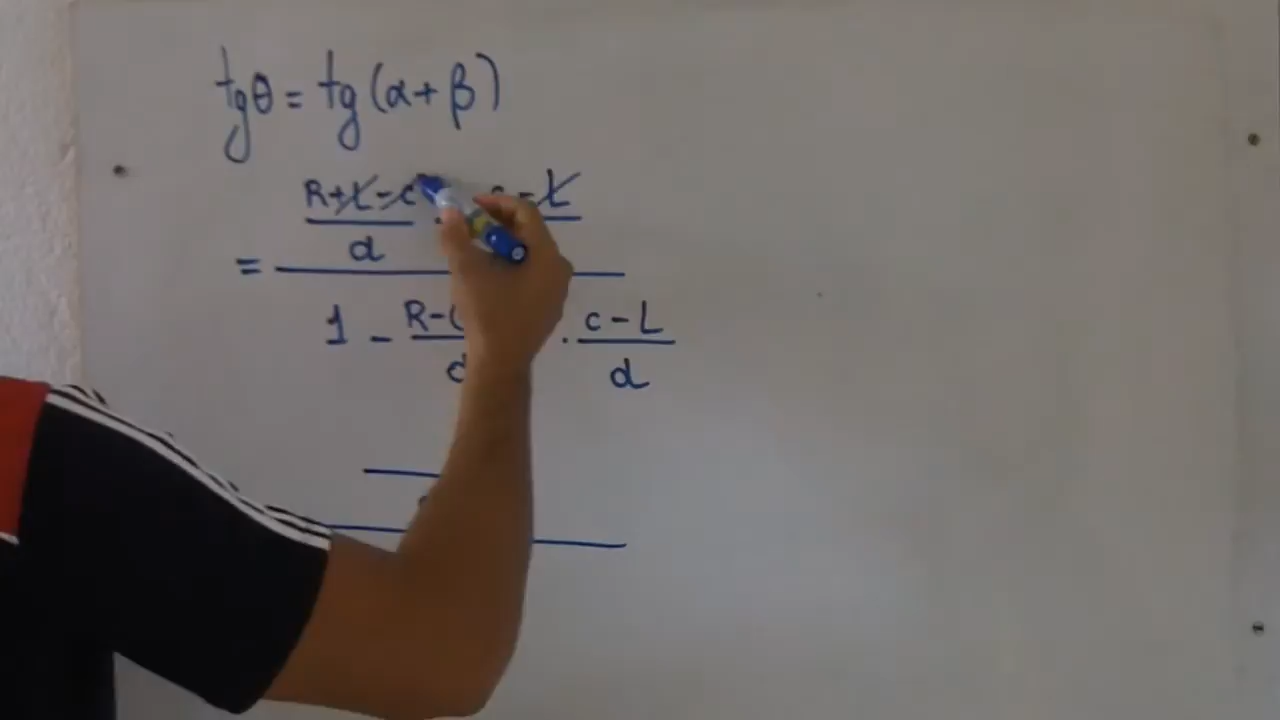 tgθ = tg(α + β)
R + L - c c - L
d
=
1 - R - . c - L
d d